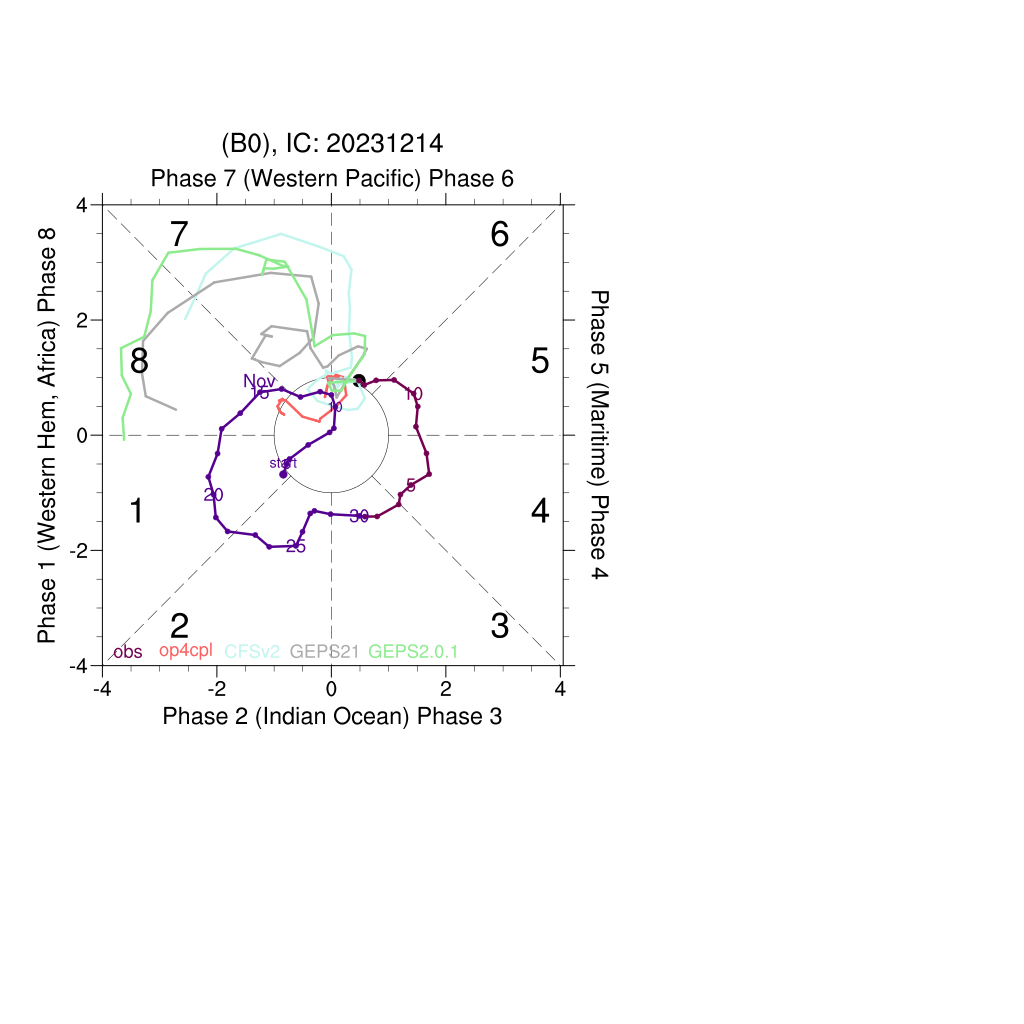 (B0), IC: 20231214
Phase 7 (Western Pacific) Phase 6
Phase 1 (Western Hem, Africa) Phase 8
Phase 5 (Maritime) Phase 4
4
2
0
-2
-4
7
6
8
5
1
4
2
3
Nov
15
10
10
start
20
5
30
25
obs op4cpl CFSv2 GEPS21 GEPS2.0.1
-4 -2 0 2 4
Phase 2 (Indian Ocean) Phase 3